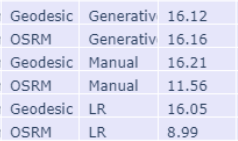 Geodesic Generativ 16.12
OSRM Generativ 16.16
Geodesic Manual 16.21
OSRM Manual 11.56
Geodesic LR 16.05
OSRM LR 8.99